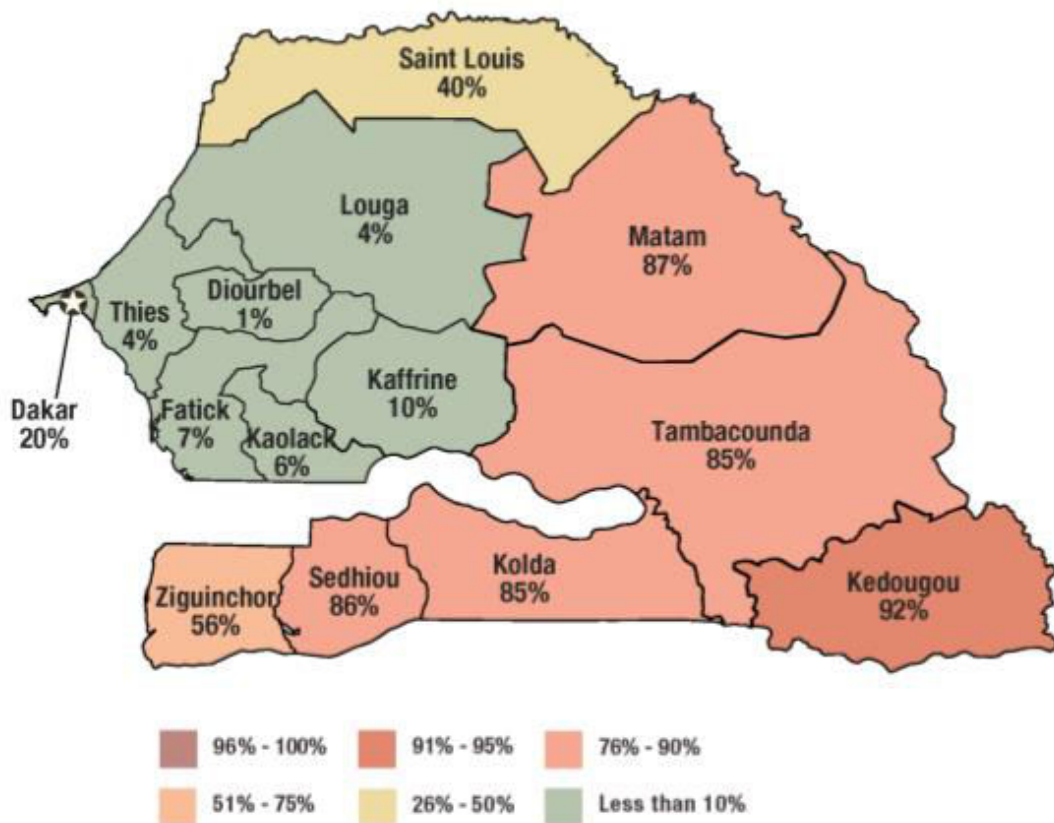 Saint Louis
40%
Louga
4%
Matam
87%
Diourbel
1%
Thies
4%
Dakar
20%
Fatick
7%
Kaolack
6%
Kaffrine
10%
Tambacounda
85%
Ziguinchor
56%
Sedhiou
86%
Kolda
85%
Kedougou
92%
96% - 100%
91% - 95%
76% - 90%
51% - 75%
26% - 50%
Less than 10%